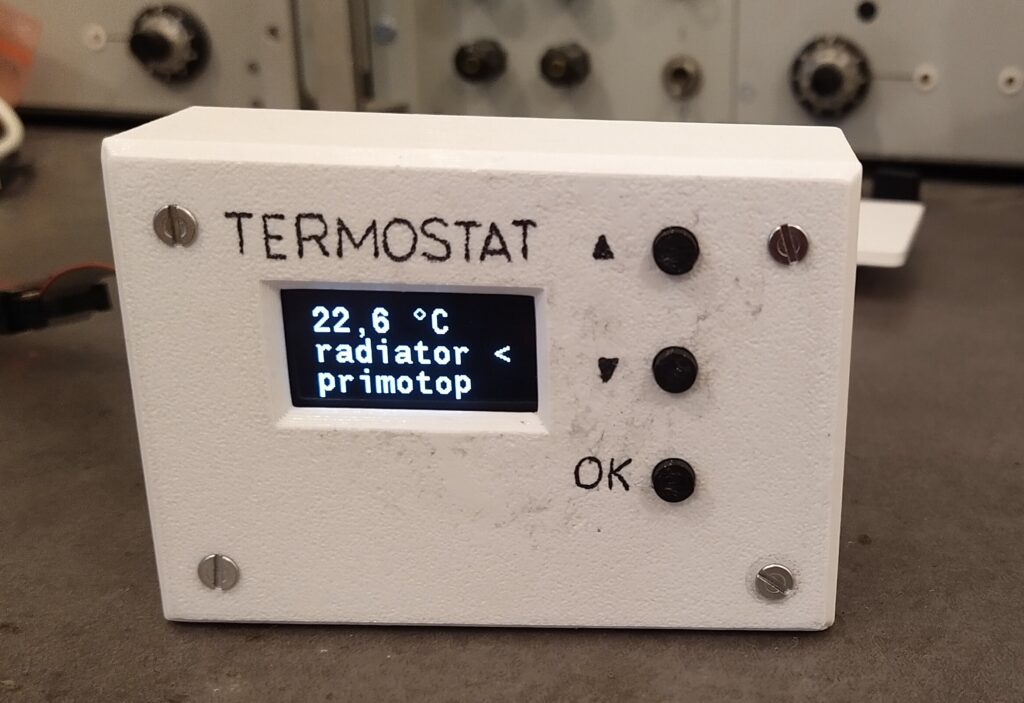 TERMOSTAT
22,6 °C
radiator <
primotop
▲
▼
OK